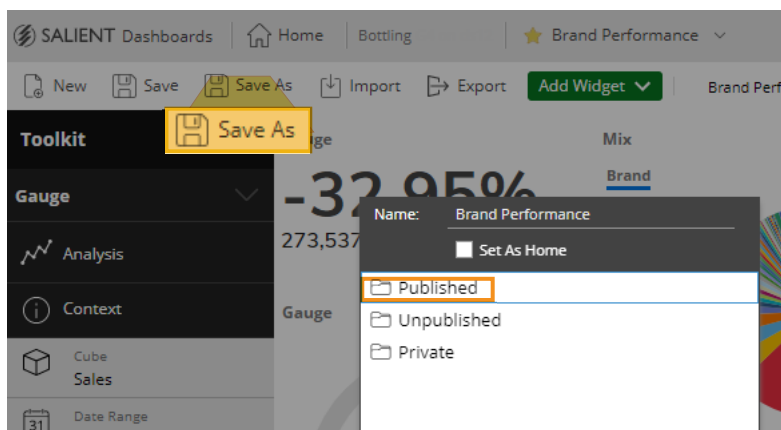 SALIENT Dashboards Home Bottling Brand Performance
New Save Save As Import Export Add Widget Brand Perf
Save As
Toolkit
Mix
Brand
Gauge
-32.95%
273,537
Name: Brand Performance
Set As Home
Analysis
Published
Context
Gauge
Unpublished
Private
Cube
Sales
Date Range
31